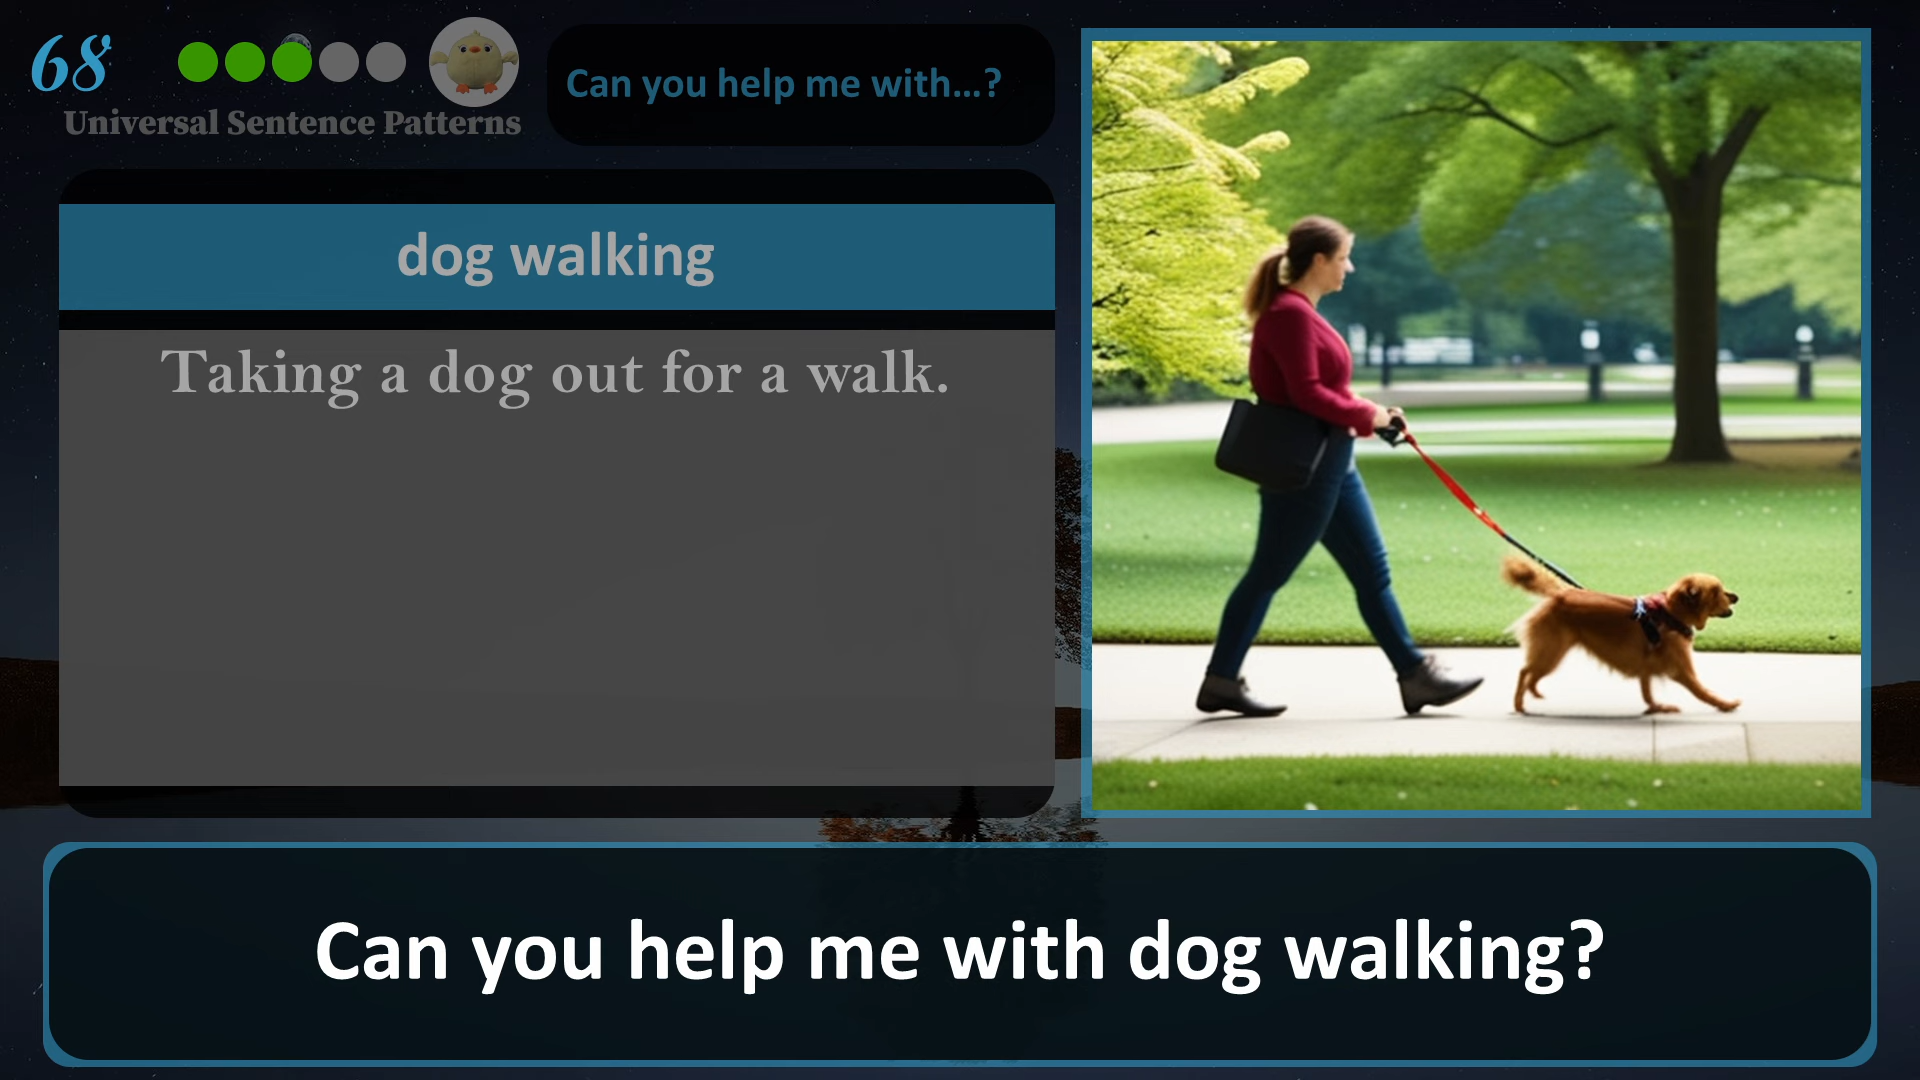 68
Universal Sentence Patterns
Can you help me with...?
dog walking
Taking a dog out for a walk.
Can you help me with dog walking?